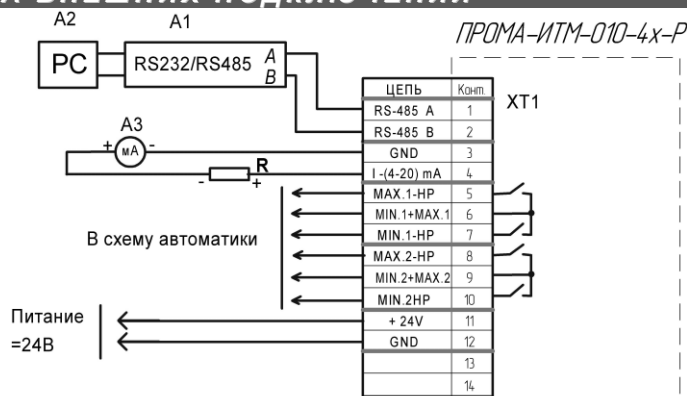 А ВНЕШНИХ ПОДКЛЮЧЕНИЙ
A2
A1
ПРОМА-ИТМ-010-4х-Р
PC
RS232/RS485
A
B
ЦЕПЬ Конт.
XT1
RS-485 A 1
RS-485 B 2
A3
GND 3
+ мА -
R
I -(4-20) mA 4
- +
MAX.1-HP 5
MIN.1+MAX.1 6
В схему автоматики
MIN.1-HP 7
MAX.2-HP 8
MIN.2+MAX.2 9
MIN.2HP 10
Питание
=24В
+ 24V 11
GND 12
13
14